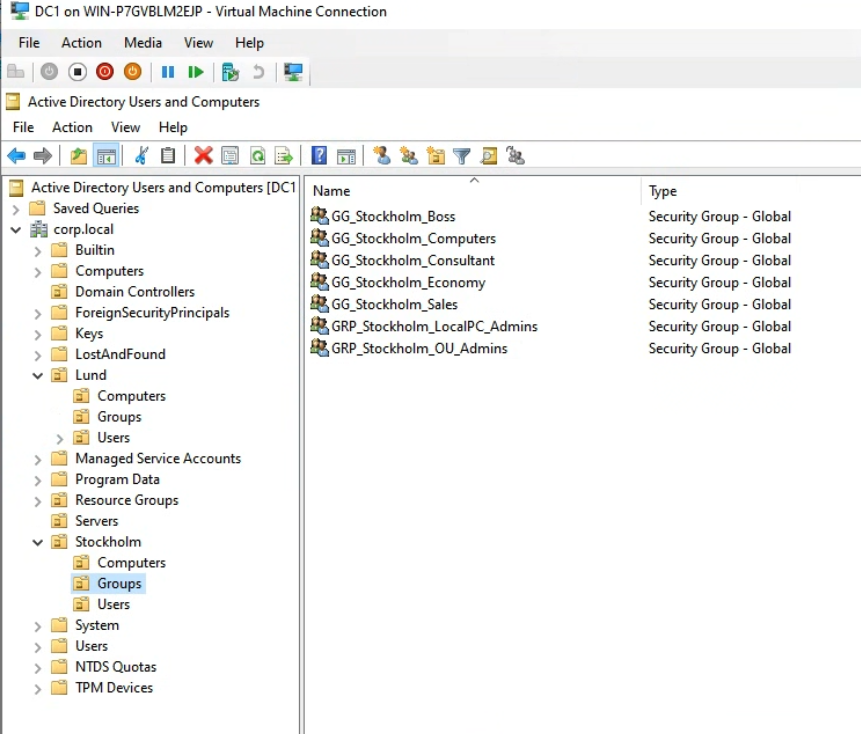 DC1 on WIN-P7GVBLM2EJP - Virtual Machine Connection
File Action Media View Help
Active Directory Users and Computers
File Action View Help
Active Directory Users and Computers [DC1
Saved Queries
corp.local
Builtin
Computers
Domain Controllers
ForeignSecurityPrincipals
Keys
LostAndFound
Lund
Computers
Groups
Users
Managed Service Accounts
Program Data
Resource Groups
Servers
Stockholm
Computers
Groups
Users
System
Users
NTDS Quotas
TPM Devices
Name Type
GG_Stockholm_Boss Security Group - Global
GG_Stockholm_Computers Security Group - Global
GG_Stockholm_Consultant Security Group - Global
GG_Stockholm_Economy Security Group - Global
GG_Stockholm_Sales Security Group - Global
GRP_Stockholm_LocalPC_Admins Security Group - Global
GRP_Stockholm_OU_Admins Security Group - Global